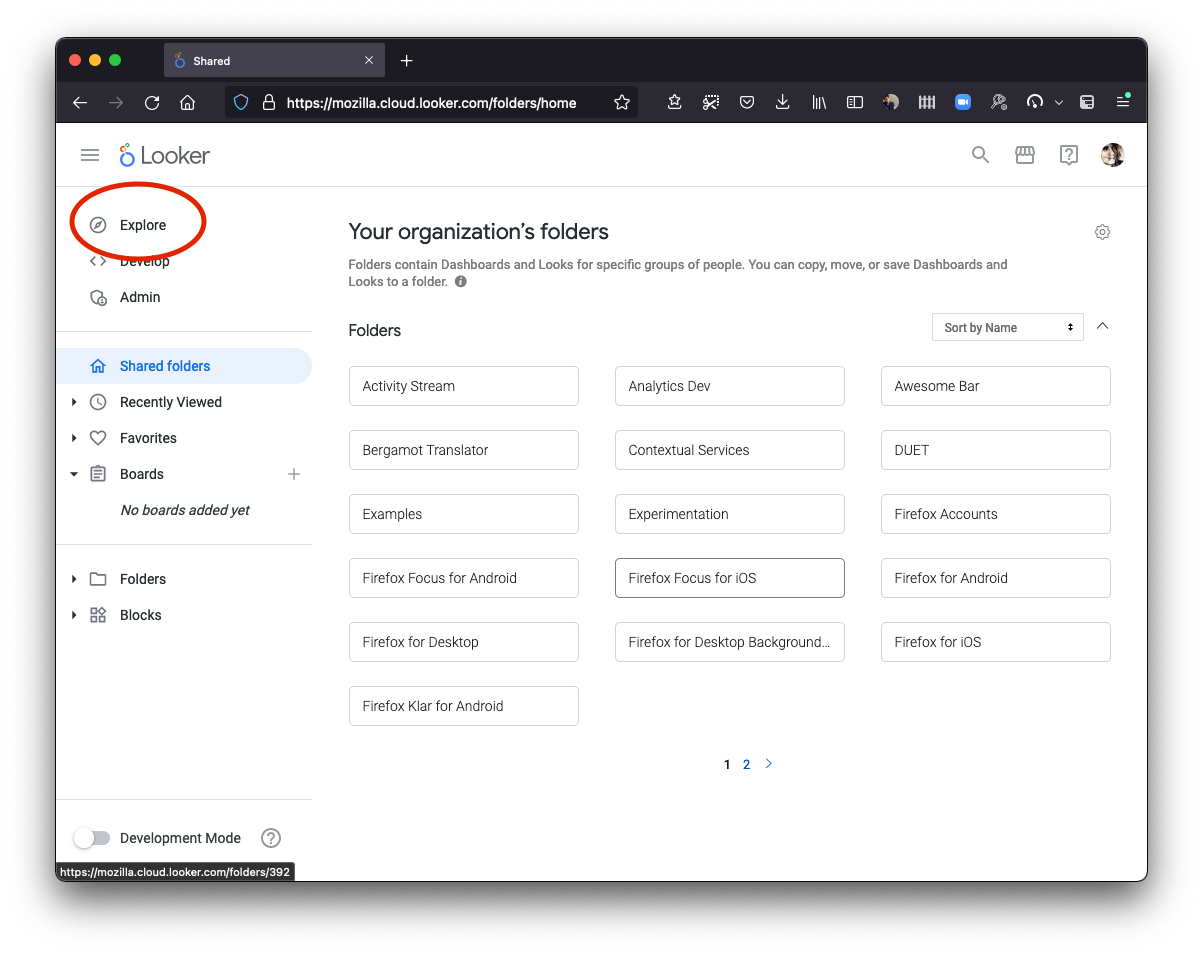 Shared
https://mozilla.cloud.looker.com/folders/home
Looker
Explore
Develop
Admin
Shared folders
Recently Viewed
Favorites
Boards
No boards added yet
Folders
Blocks
Development Mode
https://mozilla.cloud.looker.com/folders/392
Your organization's folders
Folders contain Dashboards and Looks for specific groups of people. You can copy, move, or save Dashboards and
Looks to a folder.
Folders
Sort by Name
Activity Stream
Analytics Dev
Awesome Bar
Bergamot Translator
Contextual Services
DUET
Examples
Experimentation
Firefox Accounts
Firefox Focus for Android
Firefox Focus for iOS
Firefox for Android
Firefox for Desktop
Firefox for Desktop Background...
Firefox for iOS
Firefox Klar for Android
1 2